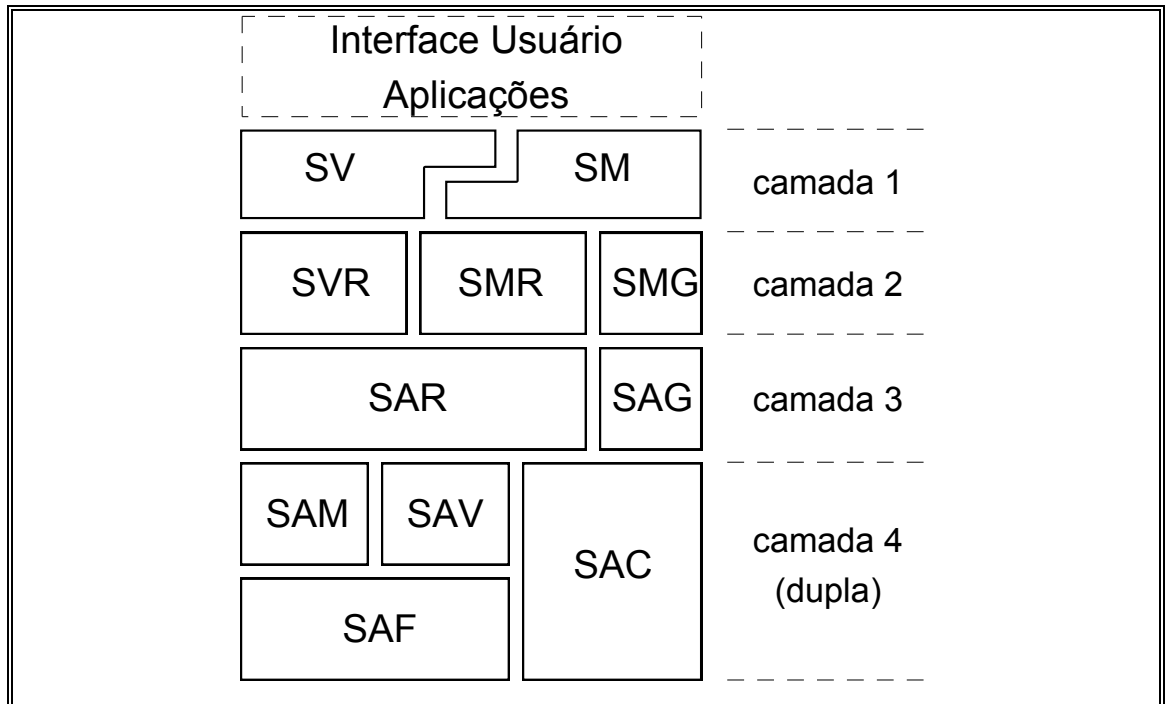 Interface Usuário
Aplicações
SV SM camada 1
SVR SMR SMG camada 2
SAR SAG camada 3
SAM SAV SAC camada 4
(dupla)
SAF